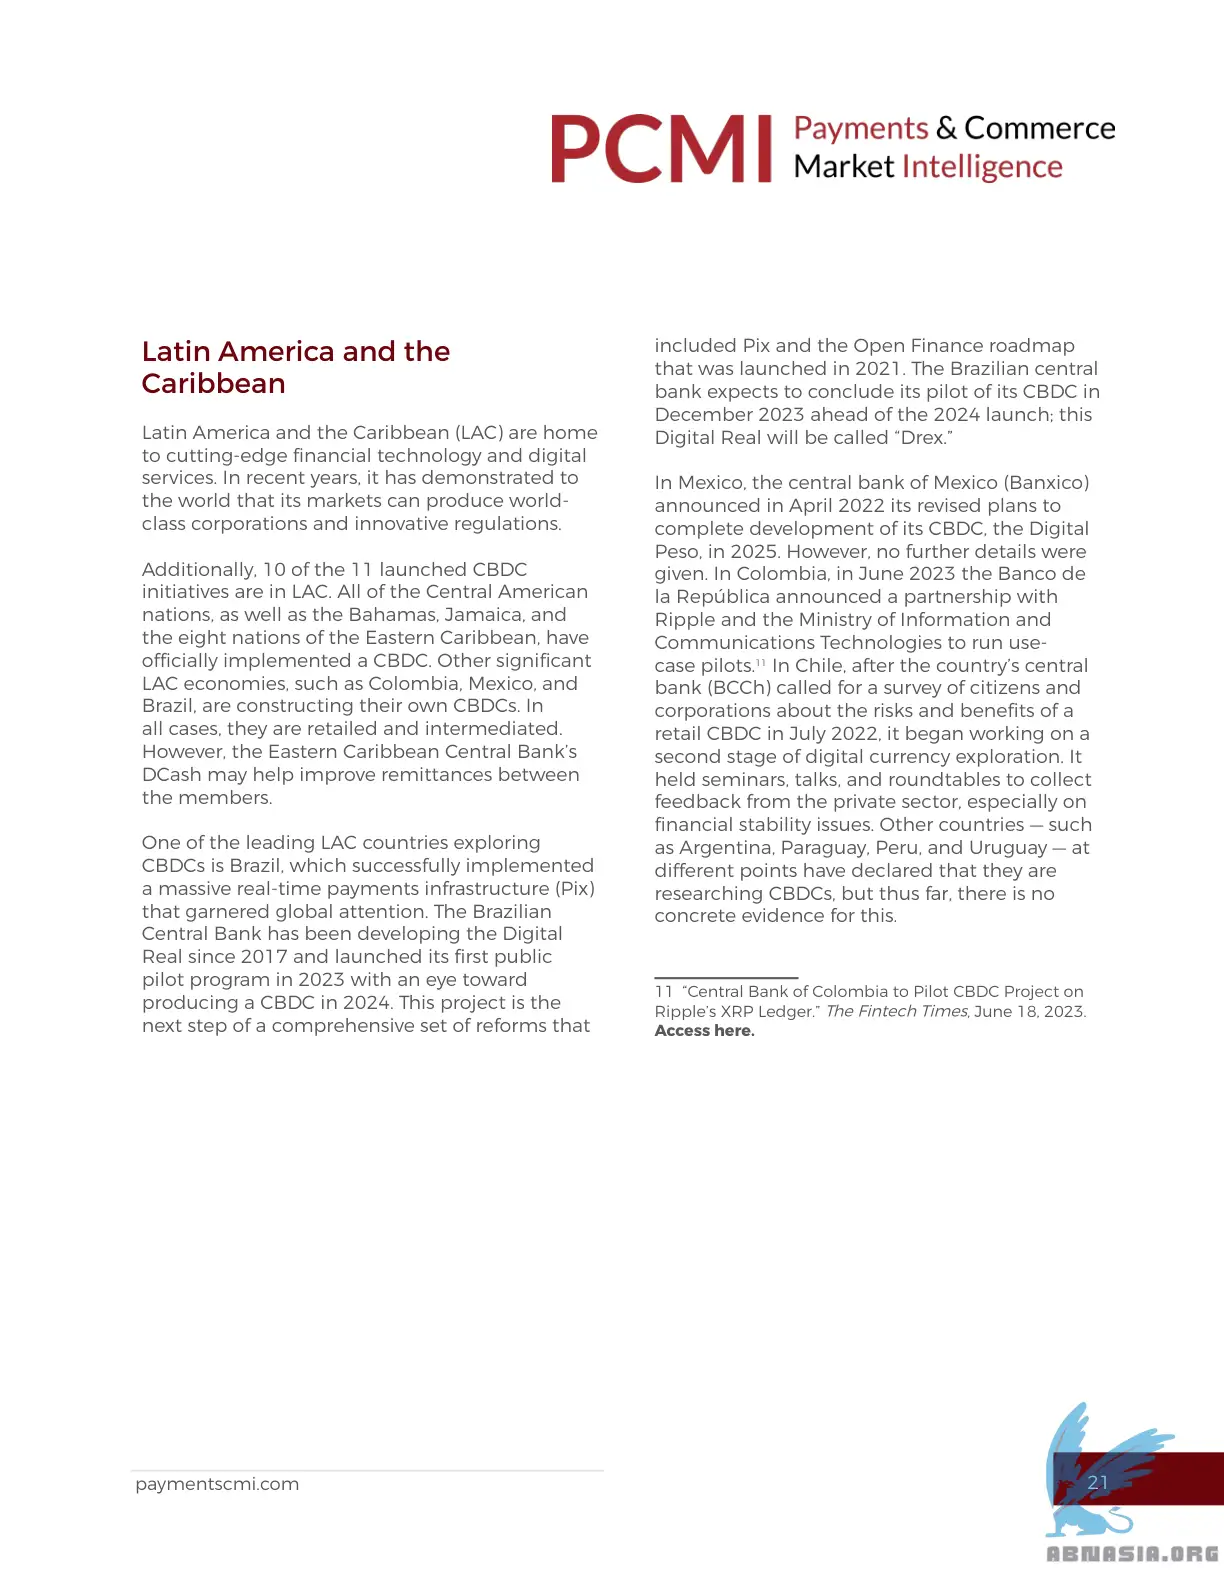 PCMI
Payments & Commerce
Market Intelligence
Latin America and the
Caribbean
Latin America and the Caribbean (LAC) are home
to cutting-edge financial technology and digital
services. In recent years, it has demonstrated to
the world that its markets can produce world-
class corporations and innovative regulations.
Additionally, 10 of the 11 launched CBDC
initiatives are in LAC. All of the Central American
nations, as well as the Bahamas, Jamaica, and
the eight nations of the Eastern Caribbean, have
officially implemented a CBDC. Other significant
LAC economies, such as Colombia, Mexico, and
Brazil, are constructing their own CBDCs. In
all cases, they are retailed and intermediated.
However, the Eastern Caribbean Central Bank’s
DCash may help improve remittances between
the members.
One of the leading LAC countries exploring
CBDCs is Brazil, which successfully implemented
a massive real-time payments infrastructure (Pix)
that garnered global attention. The Brazilian
Central Bank has been developing the Digital
Real since 2017 and launched its first public
pilot program in 2023 with an eye toward
producing a CBDC in 2024. This project is the
next step of a comprehensive set of reforms that
included Pix and the Open Finance roadmap
that was launched in 2021. The Brazilian central
bank expects to conclude its pilot of its CBDC in
December 2023 ahead of the 2024 launch; this
Digital Real will be called “Drex.”
In Mexico, the central bank of Mexico (Banxico)
announced in April 2022 its revised plans to
complete development of its CBDC, the Digital
Peso, in 2025. However, no further details were
given. In Colombia, in June 2023 the Banco de
la República announced a partnership with
Ripple and the Ministry of Information and
Communications Technologies to run use-
case pilots.11 In Chile, after the country’s central
bank (BCCh) called for a survey of citizens and
corporations about the risks and benefits of a
retail CBDC in July 2022, it began working on a
second stage of digital currency exploration. It
held seminars, talks, and roundtables to collect
feedback from the private sector, especially on
financial stability issues. Other countries — such
as Argentina, Paraguay, Peru, and Uruguay — at
different points have declared that they are
researching CBDCs, but thus far, there is no
concrete evidence for this.
11 “Central Bank of Colombia to Pilot CBDC Project on
Ripple’s XRP Ledger.” The Fintech Times, June 18, 2023.
Access here.
paymentscmi.com
21
ABNASIA.ORG